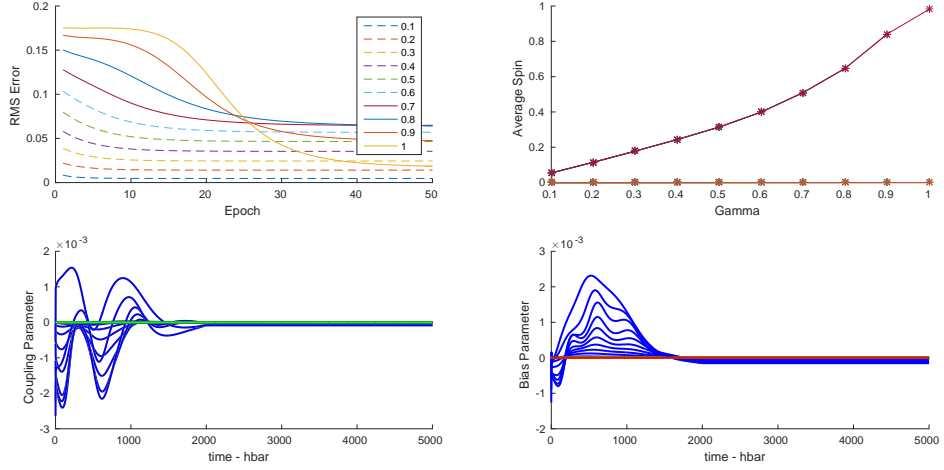 RMS Error
0.2
0.15
0.1
0.05
0
0 10 20 30 40 50
Epoch
0.1
0.2
0.3
0.4
0.5
0.6
0.7
0.8
0.9
1
Average Spin
1
0.8
0.6
0.4
0.2
0
0.1 0.2 0.3 0.4 0.5 0.6 0.7 0.8 0.9 1
Gamma
×10⁻³
Coupling Parameter
2
1
0
-1
-2
-3
0 1000 2000 3000 4000 5000
time - hbar
×10⁻³
Bias Parameter
3
2
1
0
-1
-2
0 1000 2000 3000 4000 5000
time - hbar